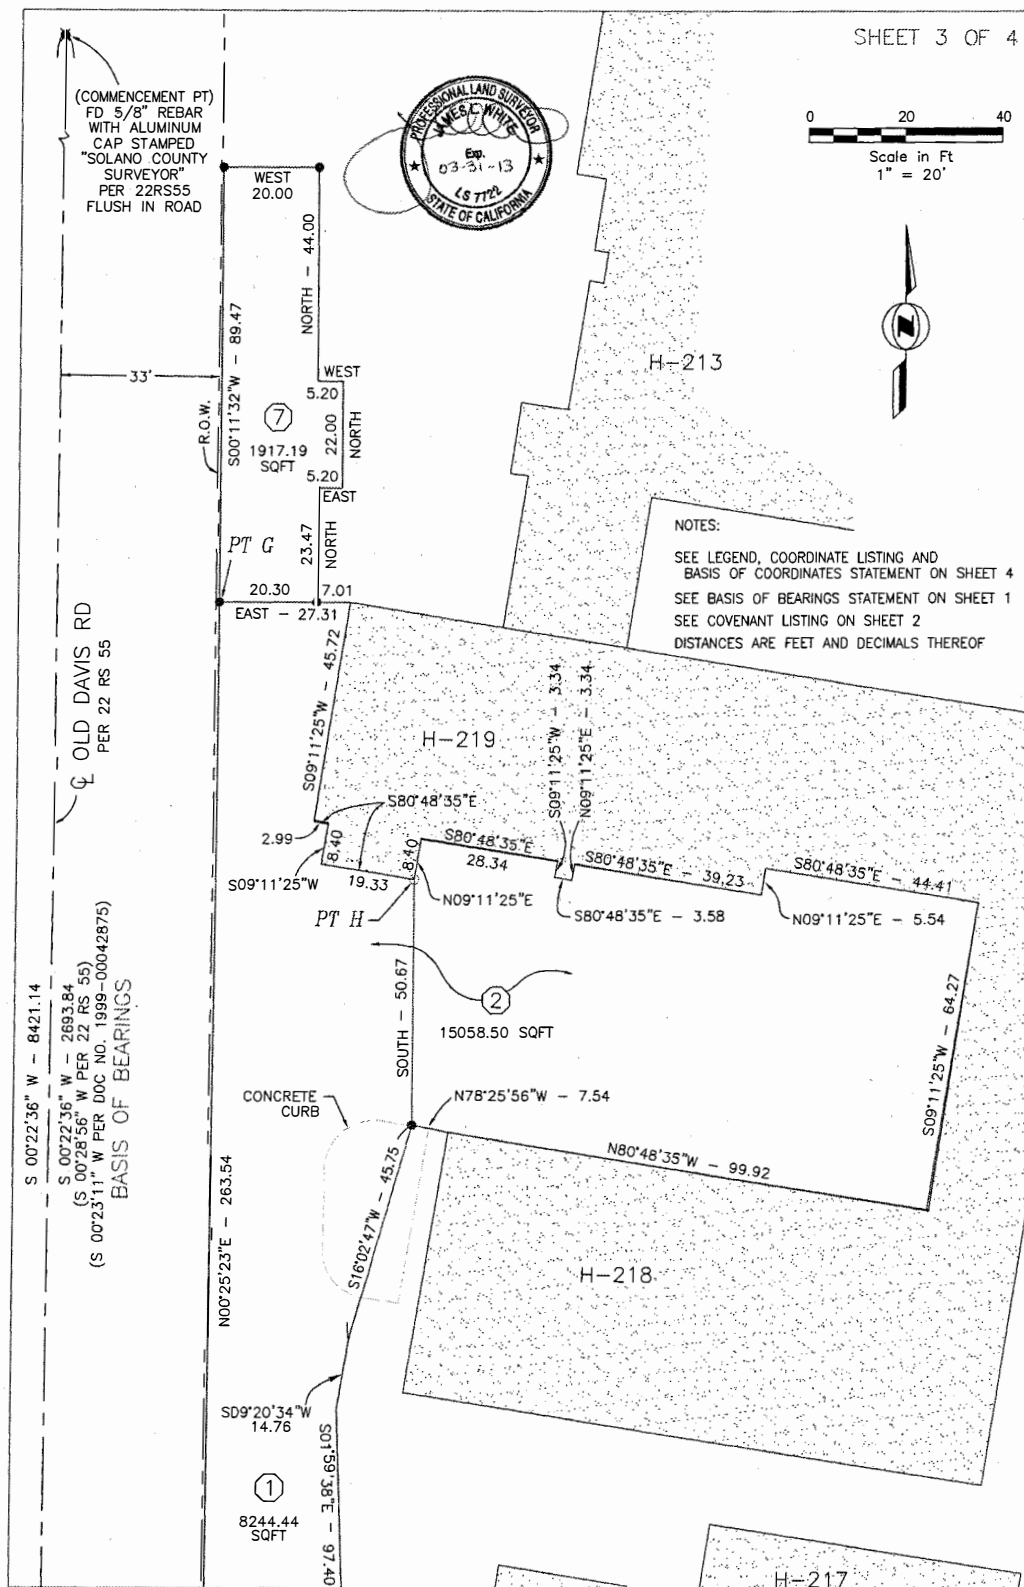 SHEET 3 OF 4
(COMMENCEMENT PT)
FD 5/8" REBAR
WITH ALUMINUM
CAP STAMPED
"SOLANO COUNTY
SURVEYOR"
PER 22RS55
FLUSH IN ROAD
PROFESSIONAL LAND SURVEYOR
JAMES L. WHITE
Exp.
03-31-13
LS 7722
STATE OF CALIFORNIA
0 20 40
Scale in Ft
1" = 20'
WEST
20.00
NORTH - 44.00
S00°11'32"W - 89.47
33'
R.O.W.
WEST
5.20
22.00
NORTH
7
1917.19
SQFT
5.20
EAST
23.47
NORTH
H-213
Z
PT G
20.30
7.01
EAST - 27.31
NOTES:
SEE LEGEND, COORDINATE LISTING AND
BASIS OF COORDINATES STATEMENT ON SHEET 4
SEE BASIS OF BEARINGS STATEMENT ON SHEET 1
SEE COVENANT LISTING ON SHEET 2
DISTANCES ARE FEET AND DECIMALS THEREOF
℄ OLD DAVIS RD
PER 22 RS 55
S09°11'25"W - 45.72
H-219
S09°11'25"W - 3.34
N09°11'25"E - 3.34
S80°48'35"E
2.99
8.40
S09°11'25"W
19.33
8.40
S80°48'35"E
28.34
N09°11'25"E
S80°48'35"E - 39.23
S80°48'35"E - 3.58
S80°48'35"E - 44.41
N09°11'25"E - 5.54
PT H
SOUTH - 50.67
2
15058.50 SQFT
S09°11'25"W - 64.27
S 00°22'36" W - 8421.14
S 00°22'36" W - 2693.84
(S 00°28'56" W PER 22 RS 55)
(S 00°23'11" W PER DOC NO. 1999-00042875)
BASIS OF BEARINGS
CONCRETE
CURB
N78°25'56"W - 7.54
N80°48'35"W - 99.92
S16°02'47"W - 45.75
N00°25'23"E - 263.54
H-218
SD9°20'34"W
14.76
S01°59'38"E - 97.40
1
8244.44
SQFT
H-217